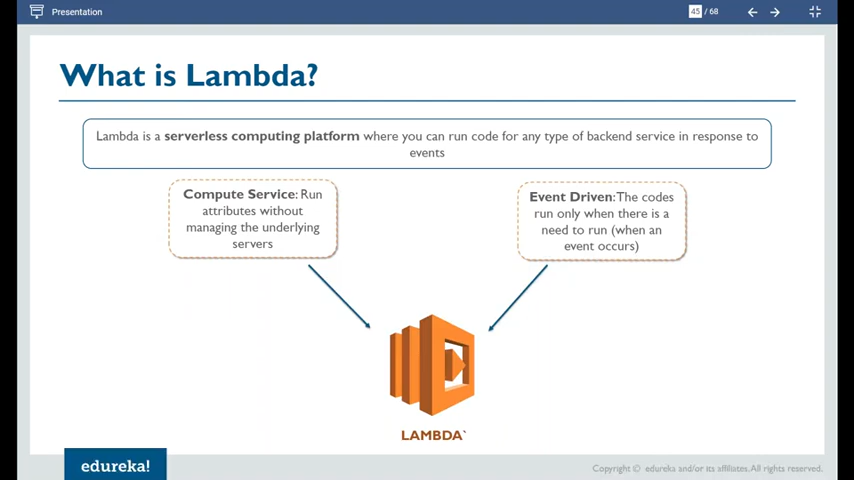 Presentation
45 / 68
What is Lambda?
Lambda is a serverless computing platform where you can run code for any type of backend service in response to
events
Compute Service: Run
attributes without
managing the underlying
servers
Event Driven: The codes
run only when there is a
need to run (when an
event occurs)
LAMBDA`
edureka!
Copyright © edureka and/or its affiliates. All rights reserved.